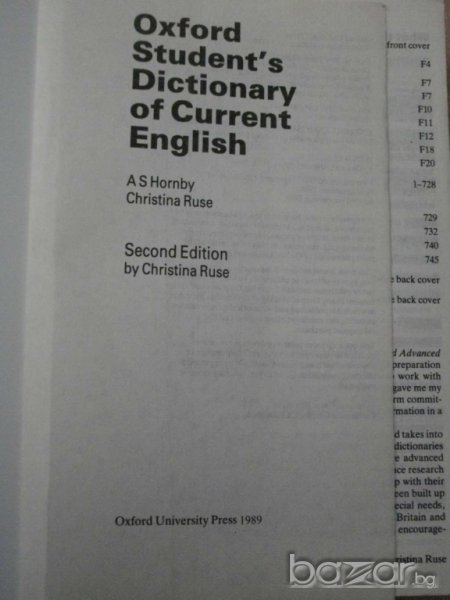 Oxford
Student's
Dictionary
of Current
English
A S Hornby
Christina Ruse
Second Edition
by Christina Ruse
Oxford University Press 1989
front cover
F4
F7
F7
F10
F11
F12
F18
F20
1–728
729
732
740
745
back cover
back cover
Advanced
preparation
work with
gave me my
rm commit-
mation in a
d takes into
dictionaries
e advanced
ce research
p with their
een built up
ecial needs,
Britain and
encourage-
ristina Ruse
bazar.bg